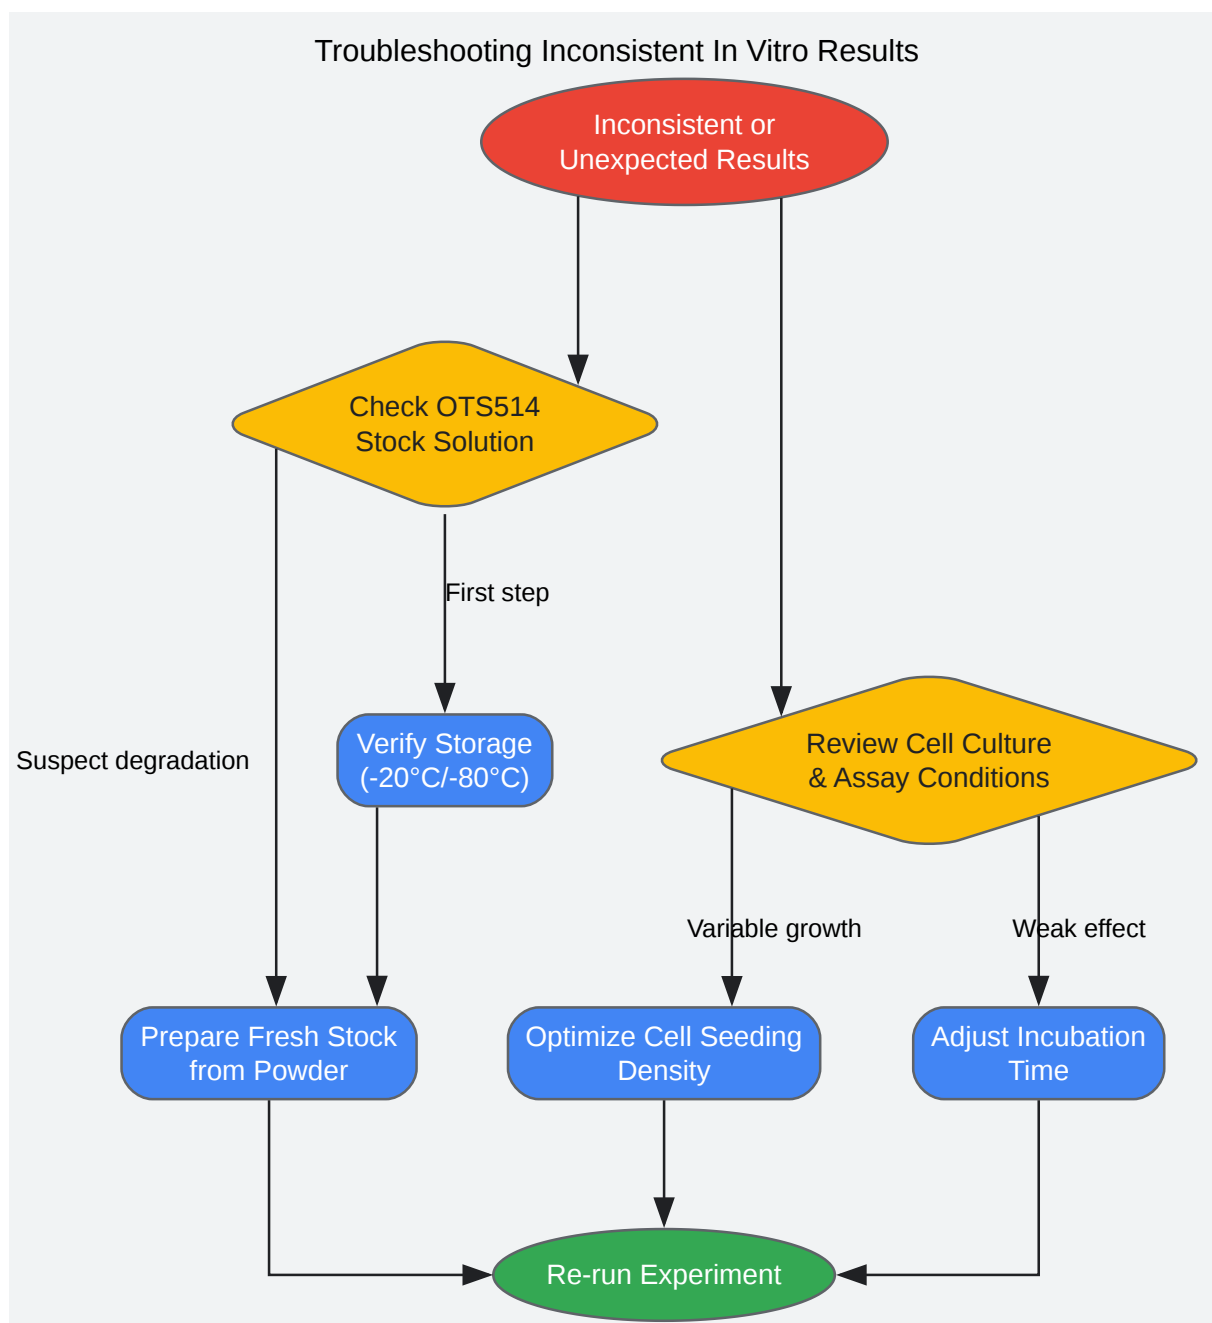 Troubleshooting Inconsistent In Vitro Results
Inconsistent or
Unexpected Results
Check OTS514
Stock Solution
First step
Suspect degradation
Verify Storage
(-20°C/-80°C)
Review Cell Culture
& Assay Conditions
Variable growth
Weak effect
Prepare Fresh Stock
from Powder
Optimize Cell Seeding
Density
Adjust Incubation
Time
Re-run Experiment